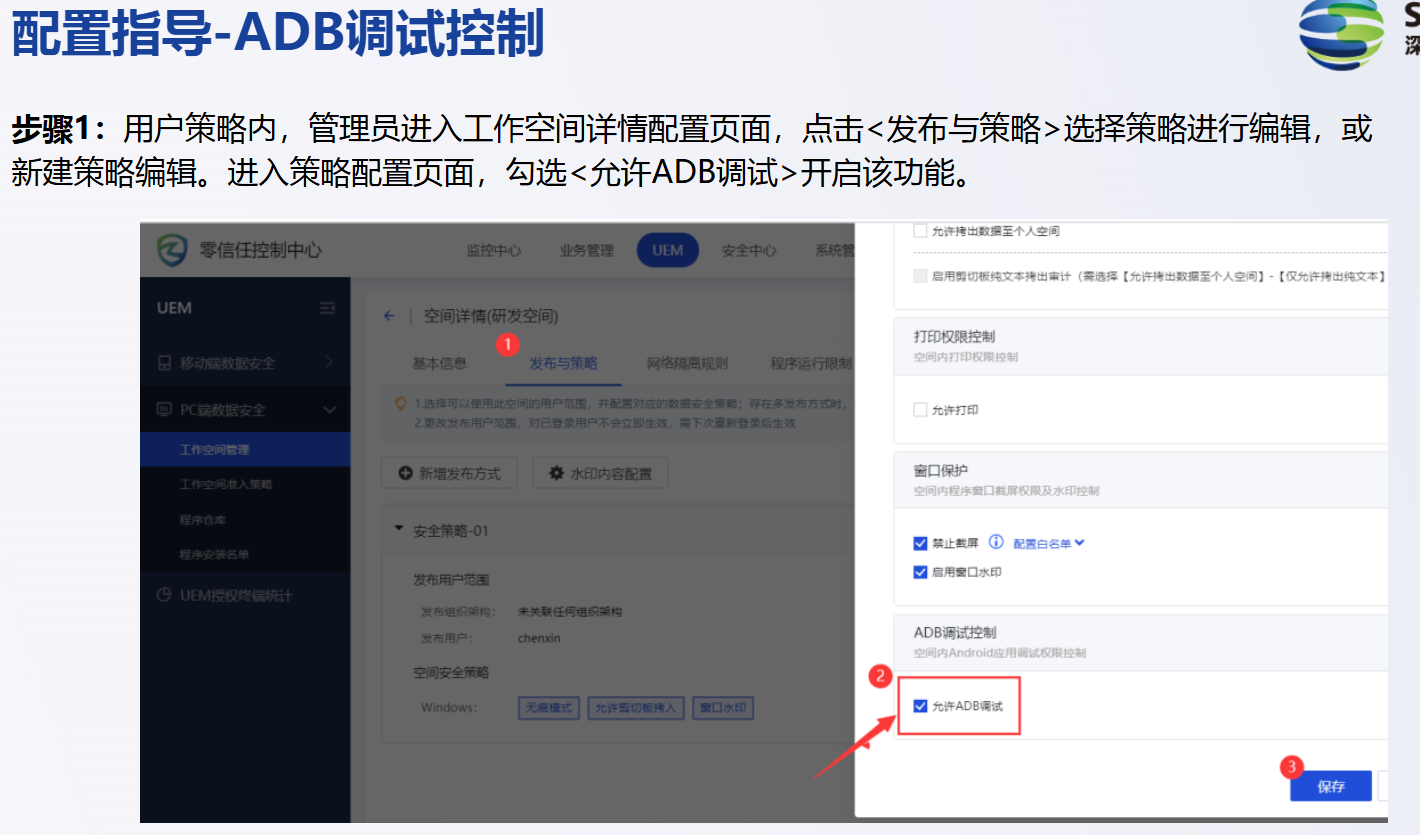 配置指导-ADB调试控制
S
深
步骤1：用户策略内，管理员进入工作空间详情配置页面，点击<发布与策略>选择策略进行编辑，或
新建策略编辑。进入策略配置页面，勾选<允许ADB调试>开启该功能。
零信任控制中心
监控中心
业务管理
UEM
安全中心
系统管
UEM
移动端数据安全
PC端数据安全
工作空间管理
工作空间准入策略
程序仓库
程序安装名单
UEM授权终端统计
空间详情(研发空间)
1
基本信息
发布与策略
网络隔离规则
程序运行限制
1.选择可以使用此空间的用户范围，并配置对应的数据安全策略；存在多发布方式时，
2.更改发布用户范围，对已登录用户不会立即生效，需下次重新登录后生效
新增发布方式
水印内容配置
安全策略-01
发布用户范围
发布组织架构： 未关联任何组织架构
发布用户： chenxin
空间安全策略
Windows: 无痕模式 允许剪切板拷入 窗口水印
允许拷出数据至个人空间
启用剪切板纯文本拷出审计（需选择【允许拷出数据至个人空间】-【仅允许拷出纯文本】
打印权限控制
空间内打印权限控制
允许打印
窗口保护
空间内程序窗口截屏权限及水印控制
禁止截屏 配置白名单
启用窗口水印
ADB调试控制
空间内Android应用调试权限控制
2
允许ADB调试
3
保存